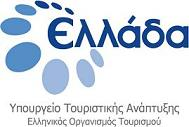 Ελλάδα
Υπουργείο Τουριστικής Ανάπτυξης
Ελληνικός Οργανισμός Τουρισμού